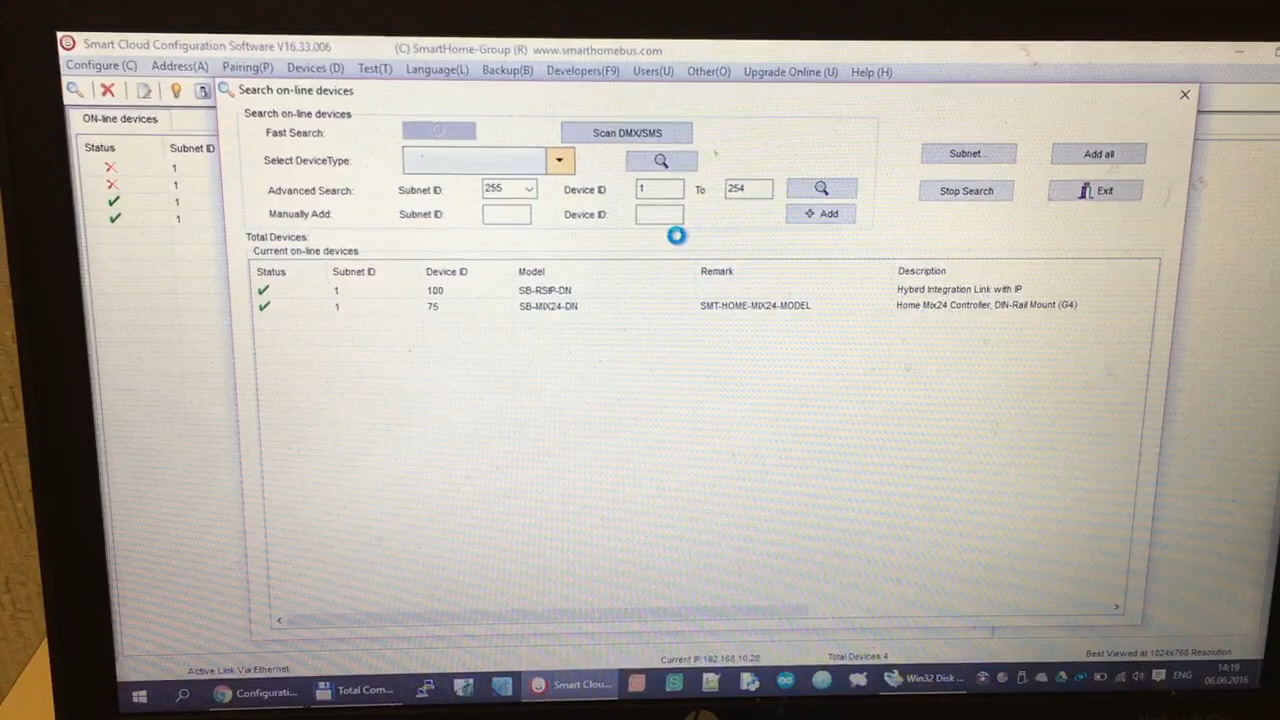 Smart Cloud Configuration Software V16.33.006 (C) SmartHome-Group (R) www.smarthomebus.com
Configure (C) Address(A) Pairing(P) Devices (D) Test(T) Language(L) Backup(B) Developers(F9) Users(U) Other(O) Upgrade Online (U) Help (H)
Search on-line devices
ON-line devices
Status Subnet ID
1
1
1
1
Search on-line devices
Fast Search: Scan DMX/SMS
Select DeviceType: Subnet... Add all
Advanced Search: Subnet ID: 255 Device ID 1 To 254 Stop Search Exit
Manually Add: Subnet ID: Device ID: Add
Total Devices:
Current on-line devices
Status Subnet ID Device ID Model Remark Description
1 100 SB-RSIP-DN Hybird Integration Link with IP
1 75 SB-MIX24-DN SMT-HOME-MIX24-MODEL Home Mix24 Controller, DIN-Rail Mount (G4)
Active Link Via Ethernet Current IP:192.168.10.26 Total Devices:4 Best Viewed at 1024x768 Resolution
Configurati... Total Com... Smart Clou... Win32 Disk ... ENG 14:19
06.06.2016